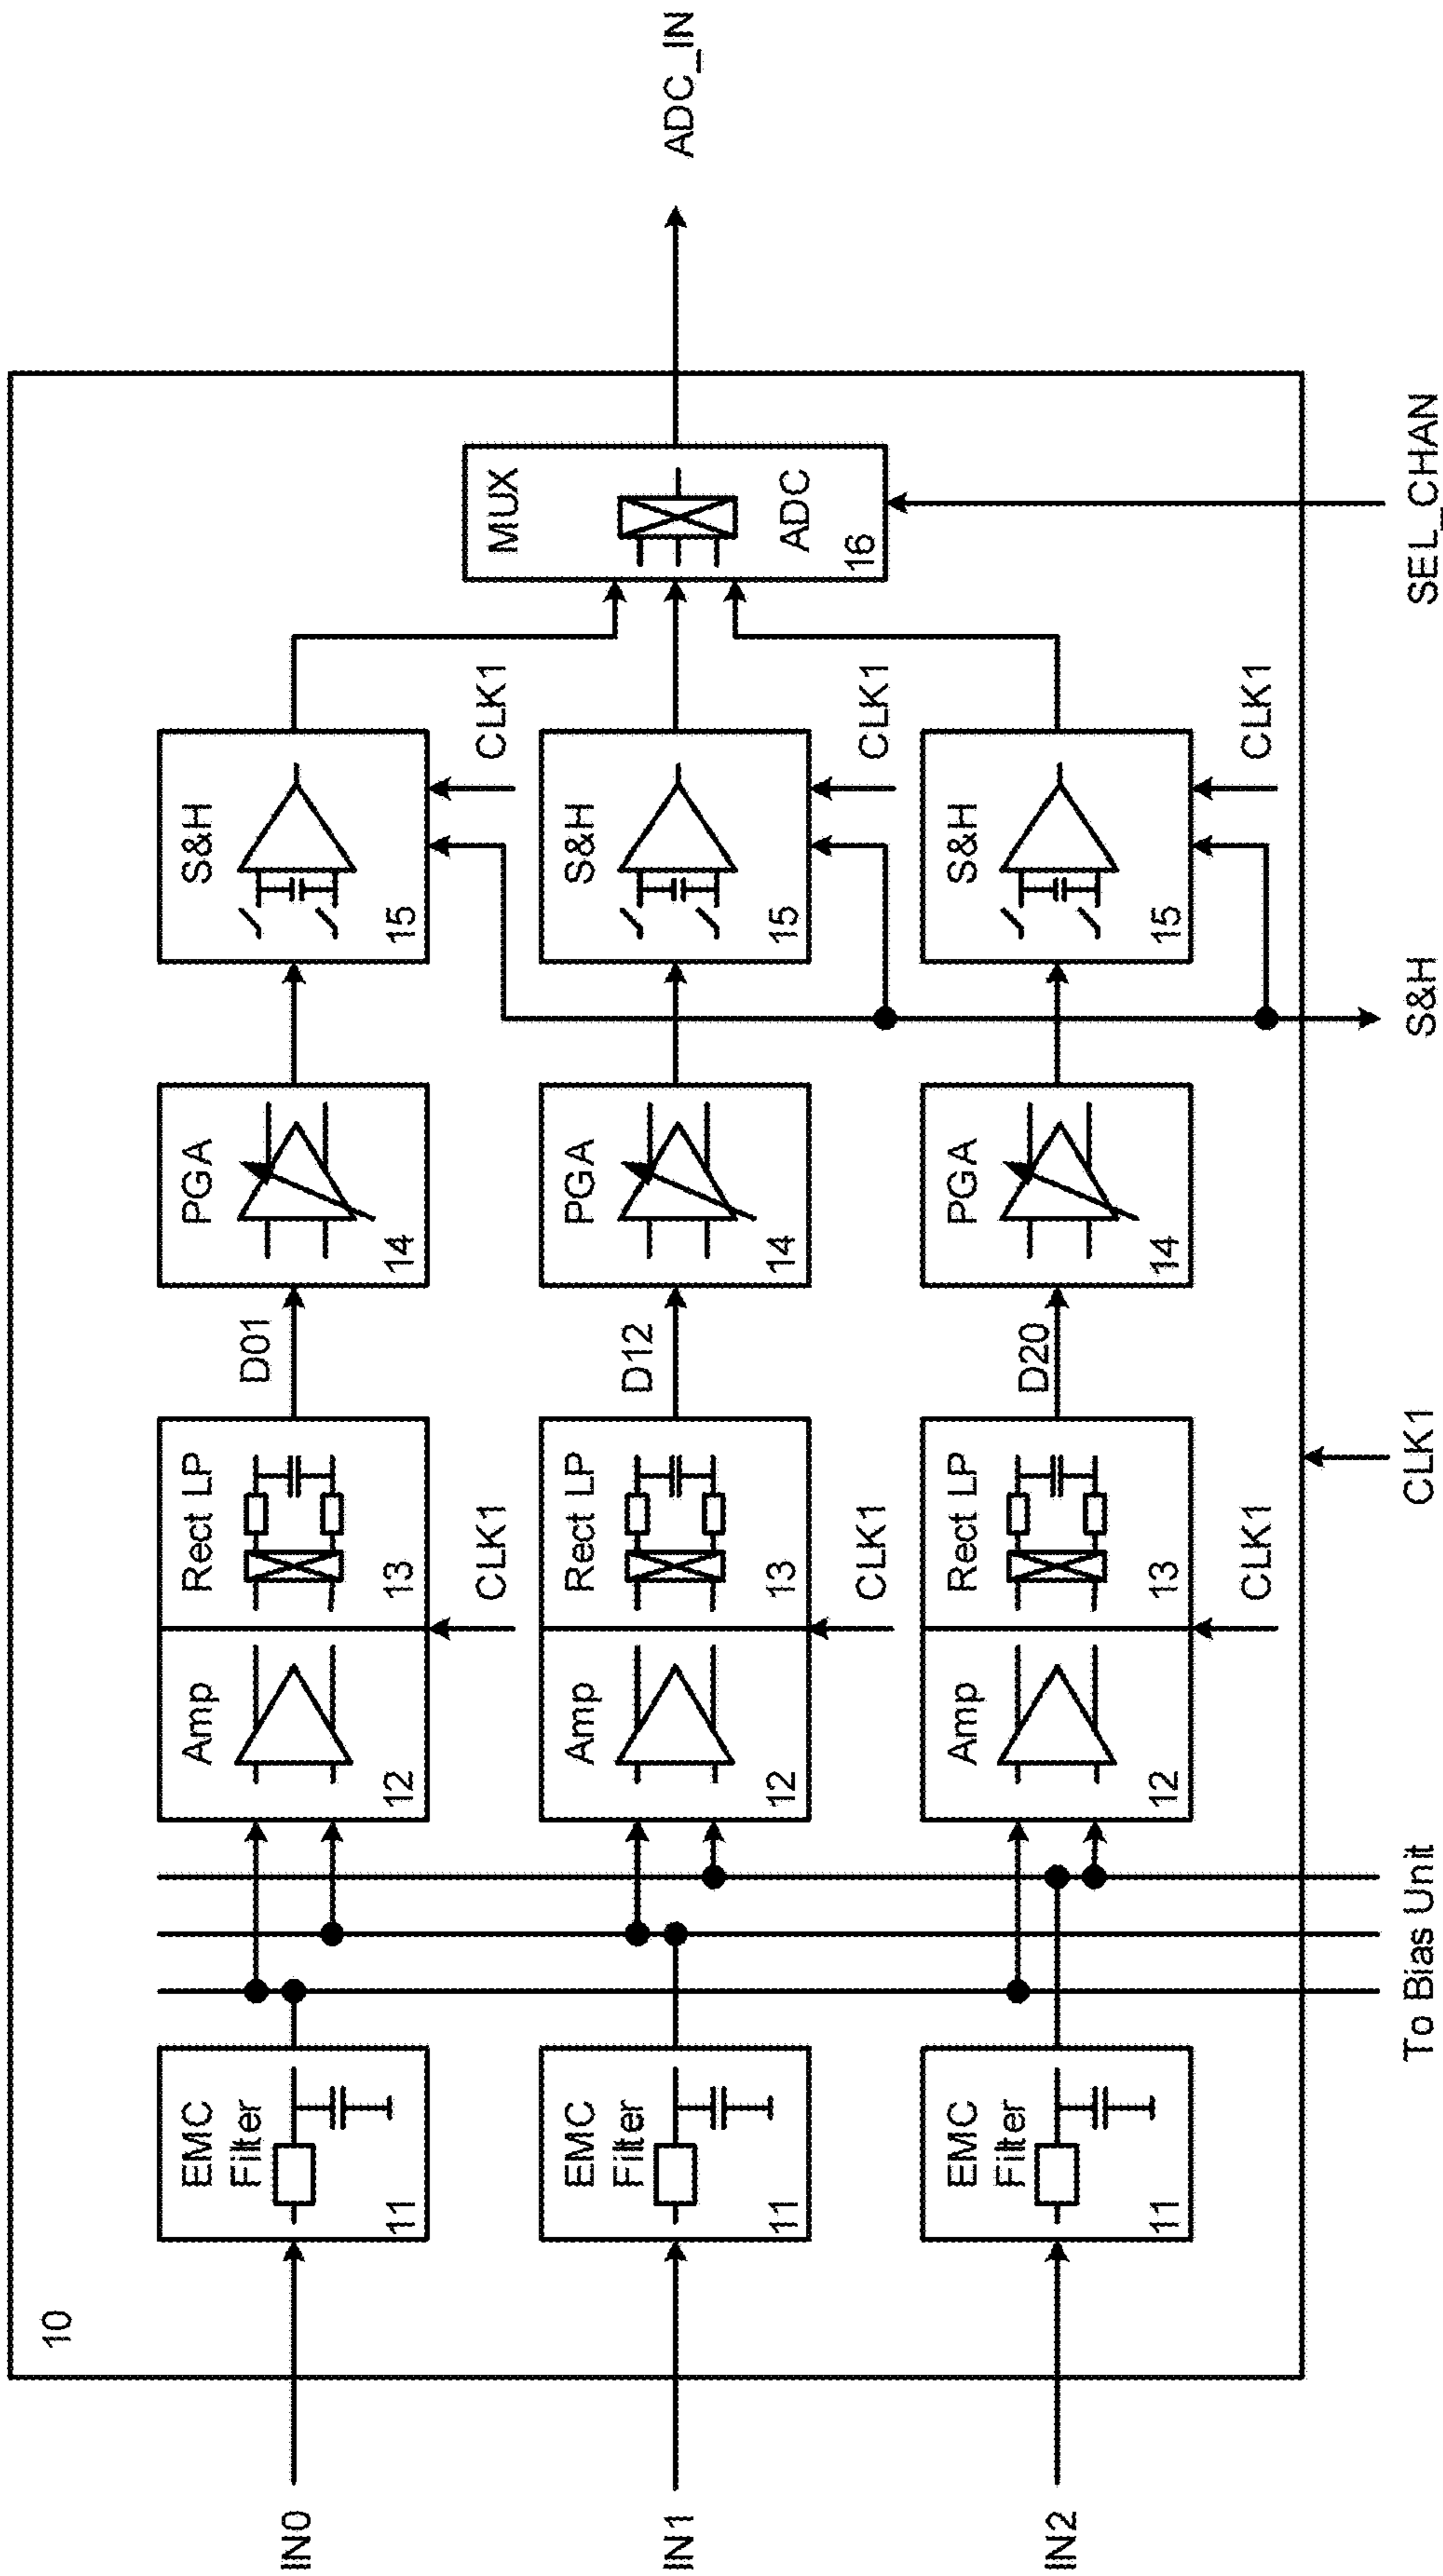 10
IN0
EMC
Filter
11
Amp
12
Rect LP
13
CLK1
D01
PGA
14
S&H
15
CLK1
IN1
EMC
Filter
11
Amp
12
Rect LP
13
CLK1
D12
PGA
14
S&H
15
CLK1
MUX
ADC
16
ADC_IN
IN2
EMC
Filter
11
Amp
12
Rect LP
13
CLK1
D20
PGA
14
S&H
15
CLK1
To Bias Unit
CLK1
S&H
SEL_CHAN